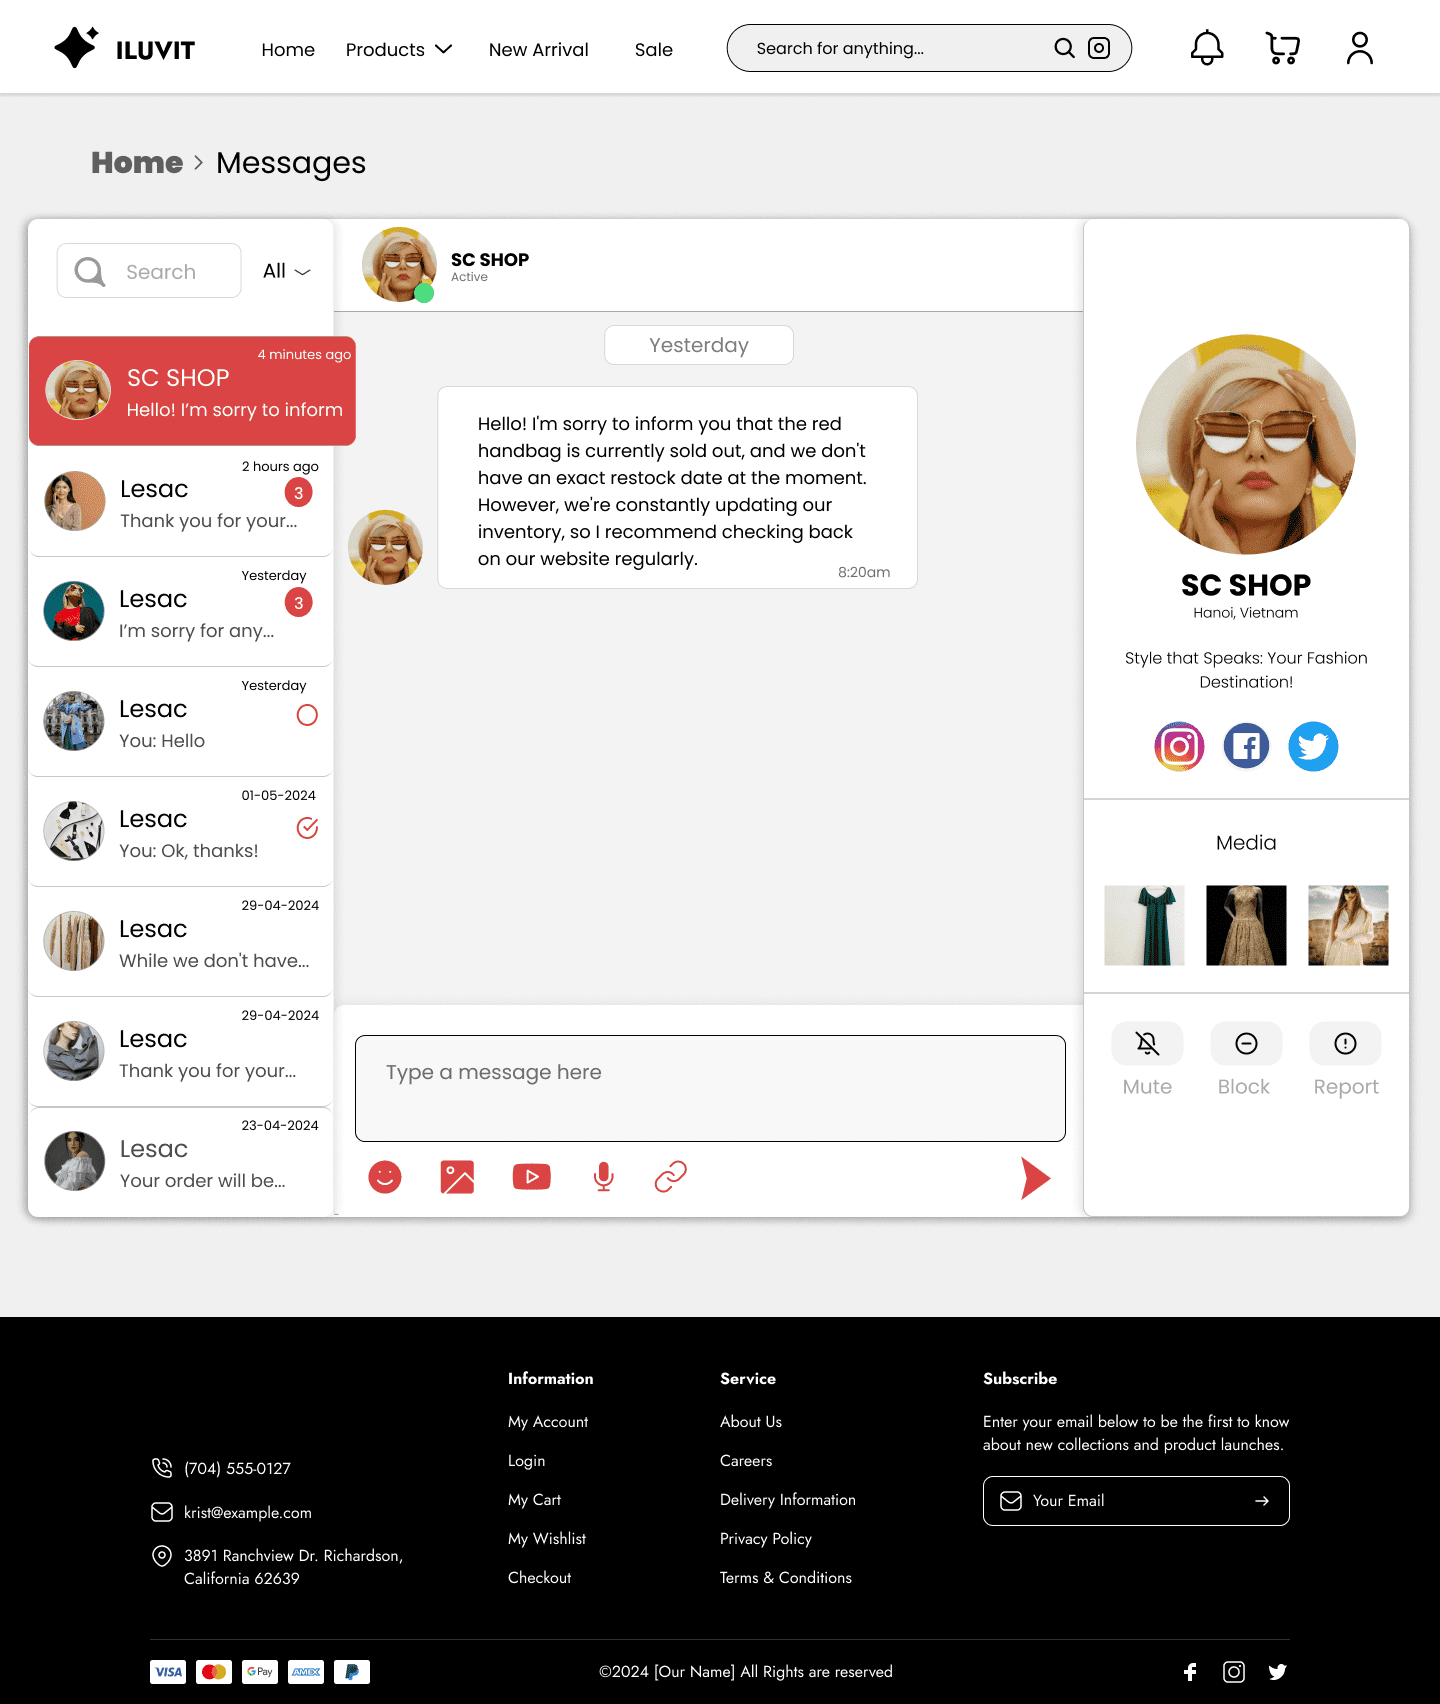 ILUVIT
Home
Products
New Arrival
Sale
Search for anything...
Home > Messages
Search
All
4 minutes ago
SC SHOP
Hello! I’m sorry to inform
2 hours ago
Lesac
3
Thank you for your...
Yesterday
Lesac
3
I’m sorry for any...
Yesterday
Lesac
You: Hello
01-05-2024
Lesac
You: Ok, thanks!
29-04-2024
Lesac
While we don't have...
29-04-2024
Lesac
Thank you for your...
23-04-2024
Lesac
Your order will be...
SC SHOP
Active
Yesterday
Hello! I'm sorry to inform you that the red
handbag is currently sold out, and we don't
have an exact restock date at the moment.
However, we're constantly updating our
inventory, so I recommend checking back
on our website regularly.
8:20am
Type a message here
SC SHOP
Hanoi, Vietnam
Style that Speaks: Your Fashion
Destination!
Media
Mute
Block
Report
(704) 555-0127
krist@example.com
3891 Ranchview Dr. Richardson,
California 62639
Information
My Account
Login
My Cart
My Wishlist
Checkout
Service
About Us
Careers
Delivery Information
Privacy Policy
Terms & Conditions
Subscribe
Enter your email below to be the first to know
about new collections and product launches.
Your Email
VISA
G Pay
AMEX
©2024 [Our Name] All Rights are reserved